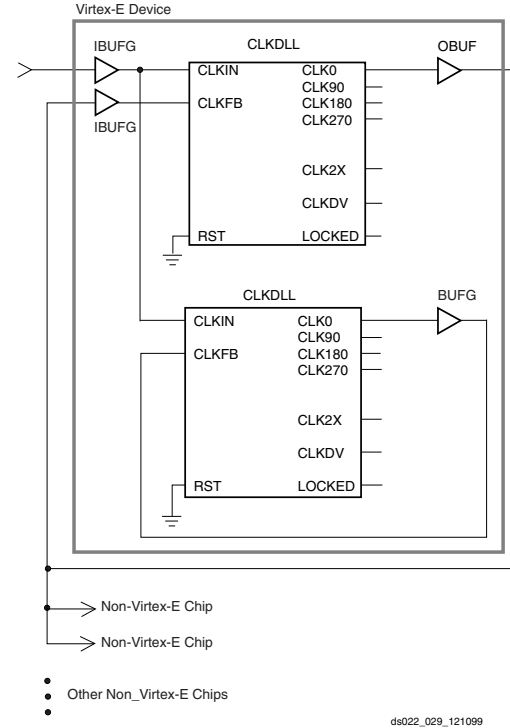 Virtex-E Device
IBUFG
CLKDLL
OBUF
CLKIN
CLK0
CLK90
CLKFB
CLK180
CLK270
IBUFG
CLK2X
CLKDV
RST
LOCKED
CLKDLL
BUFG
CLKIN
CLK0
CLK90
CLKFB
CLK180
CLK270
CLK2X
CLKDV
RST
LOCKED
Non-Virtex-E Chip
Non-Virtex-E Chip
Other Non_Virtex-E Chips
ds022_029_121099